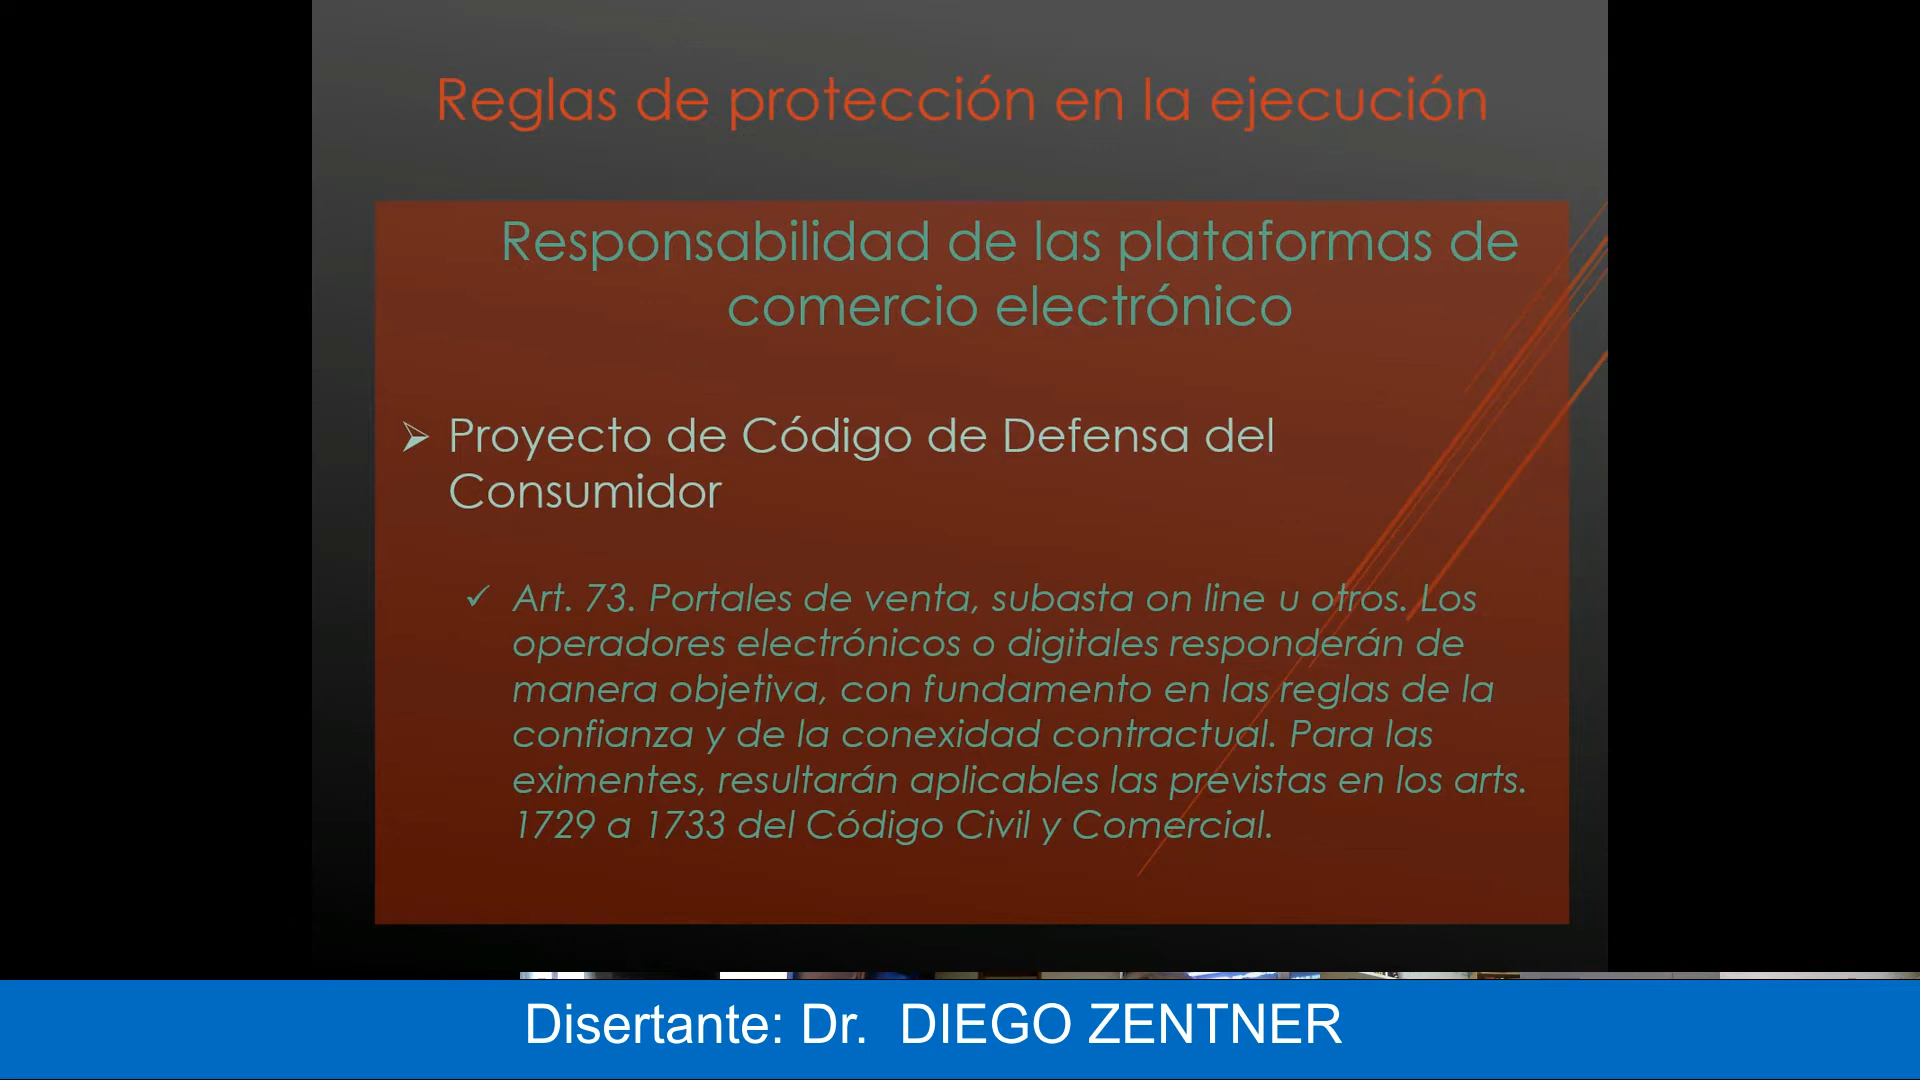 Reglas de protección en la ejecución
Responsabilidad de las plataformas de
comercio electrónico
Proyecto de Código de Defensa del
Consumidor
Art. 73. Portales de venta, subasta on line u otros. Los
operadores electrónicos o digitales responderán de
manera objetiva, con fundamento en las reglas de la
confianza y de la conexidad contractual. Para las
eximentes, resultarán aplicables las previstas en los arts.
1729 a 1733 del Código Civil y Comercial.
Disertante: Dr. DIEGO ZENTNER